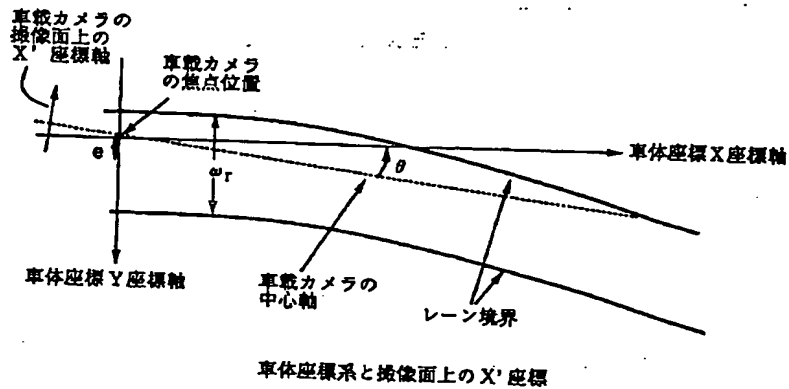 車載カメラの
撮像面上の
X' 座標軸
車載カメラ
の焦点位置
車体座標X座標軸
e
ωr
θ
車体座標Y座標軸
車載カメラの
中心軸
レーン境界
車体座標系と撮像面上のX' 座標